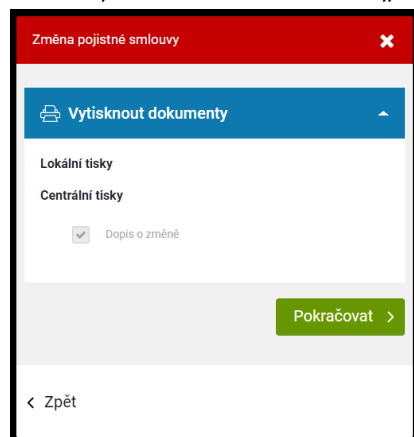 Změna pojistné smlouvy
Vytisknout dokumenty
Lokální tisky
Centrální tisky
Dopis o změně
Pokračovat
Zpět